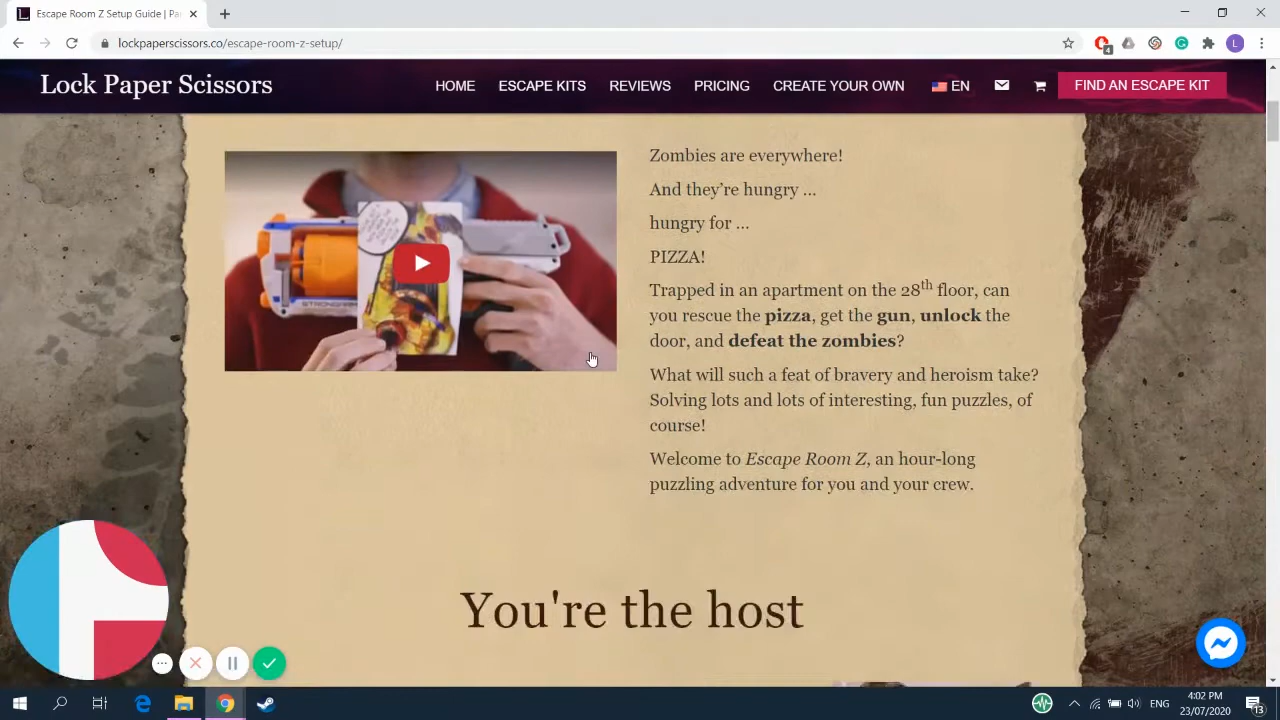 Escape Room Z Setup Guide | Pa
lockpaperscissors.co/escape-room-z-setup/
4
L
Lock Paper Scissors
HOME
ESCAPE KITS
REVIEWS
PRICING
CREATE YOUR OWN
EN
FIND AN ESCAPE KIT
STRONGARM
Zombies are everywhere!
And they’re hungry ...
hungry for ...
PIZZA!
Trapped in an apartment on the 28th floor, can
you rescue the pizza, get the gun, unlock the
door, and defeat the zombies?
What will such a feat of bravery and heroism take?
Solving lots and lots of interesting, fun puzzles, of
course!
Welcome to Escape Room Z, an hour-long
puzzling adventure for you and your crew.
You're the host
ENG
4:02 PM
23/07/2020
13